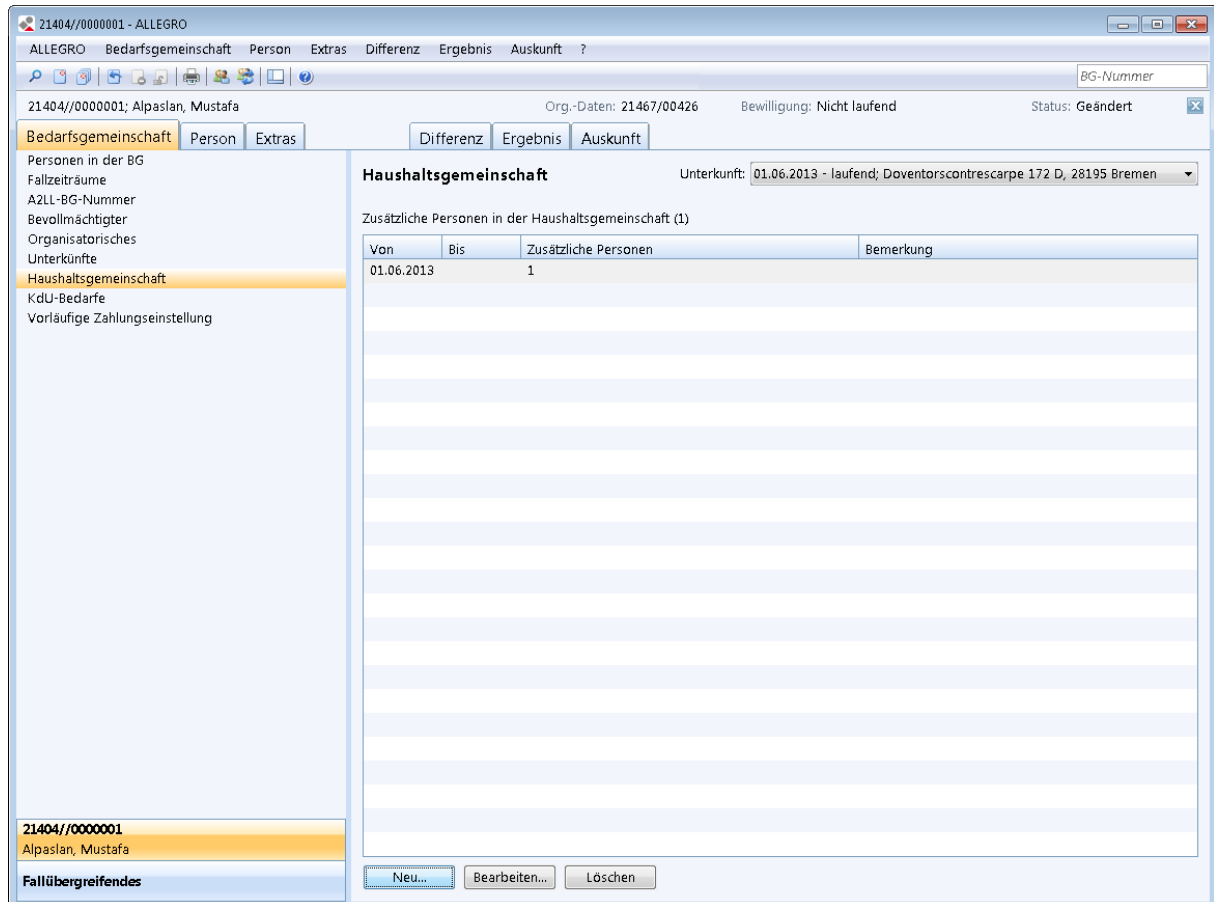 21404//0000001 - ALLEGRO
ALLEGRO Bedarfsgemeinschaft Person Extras Differenz Ergebnis Auskunft ?
BG-Nummer
21404//0000001; Alpaslan, Mustafa Org.-Daten: 21467/00426 Bewilligung: Nicht laufend Status: Geändert
Bedarfsgemeinschaft Person Extras Differenz Ergebnis Auskunft
Personen in der BG
Fallzeiträume
A2LL-BG-Nummer
Bevollmächtigter
Organisatorisches
Unterkünfte
Haushaltsgemeinschaft
KdU-Bedarfe
Vorläufige Zahlungseinstellung
Haushaltsgemeinschaft Unterkunft: 01.06.2013 - laufend; Doventorscontrescarpe 172 D, 28195 Bremen
Zusätzliche Personen in der Haushaltsgemeinschaft (1)
Von Bis Zusätzliche Personen Bemerkung
01.06.2013 1
21404//0000001
Alpaslan, Mustafa
Fallübergreifendes
Neu... Bearbeiten... Löschen